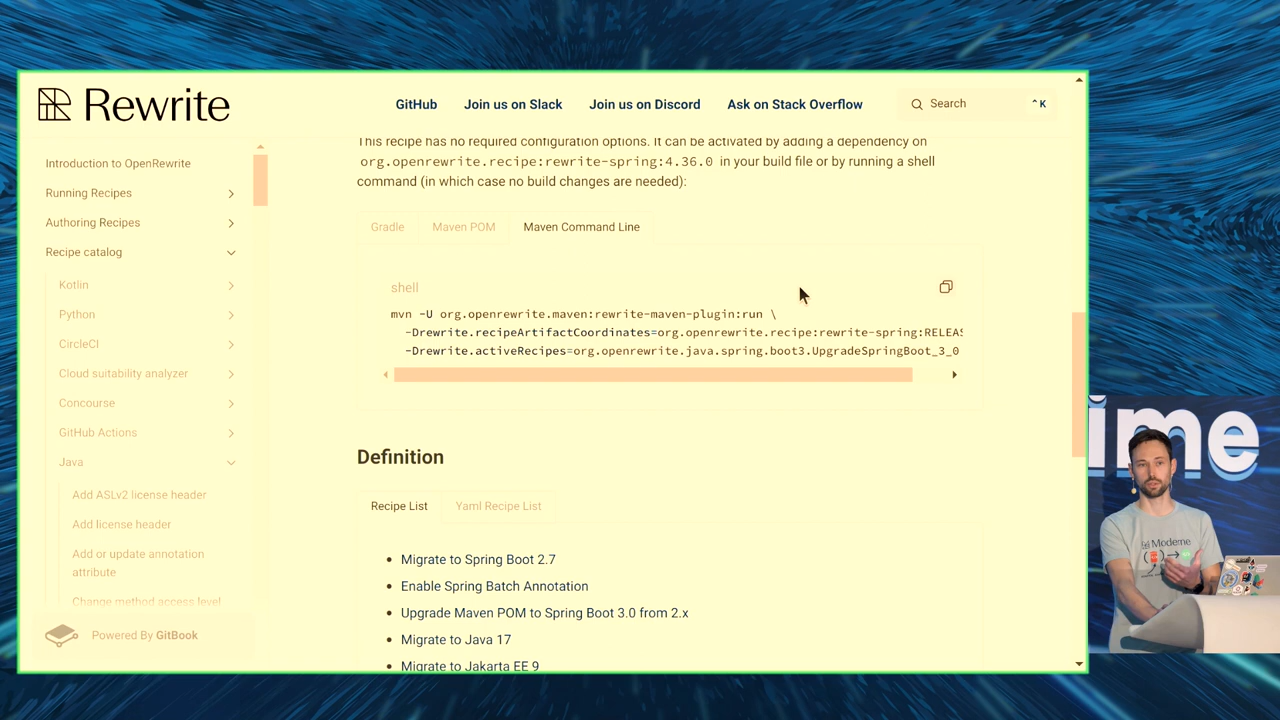 Rewrite
GitHub
Join us on Slack
Join us on Discord
Ask on Stack Overflow
Search
⌃ K
Introduction to OpenRewrite
Running Recipes
Authoring Recipes
Recipe catalog
Kotlin
Python
CircleCI
Cloud suitability analyzer
Concourse
GitHub Actions
Java
Add ASLv2 license header
Add license header
Add or update annotation
attribute
Change method access level
Powered By GitBook
This recipe has no required configuration options. It can be activated by adding a dependency on
org.openrewrite.recipe:rewrite-spring:4.36.0 in your build file or by running a shell
command (in which case no build changes are needed):
Gradle
Maven POM
Maven Command Line
shell
mvn -U org.openrewrite.maven:rewrite-maven-plugin:run \
-Drewrite.recipeArtifactCoordinates=org.openrewrite.recipe:rewrite-spring:RELEAS
-Drewrite.activeRecipes=org.openrewrite.java.spring.boot3.UpgradeSpringBoot_3_0
Definition
Recipe List
Yaml Recipe List
• Migrate to Spring Boot 2.7
• Enable Spring Batch Annotation
• Upgrade Maven POM to Spring Boot 3.0 from 2.x
• Migrate to Java 17
• Migrate to Jakarta EE 9
ime
Moderne